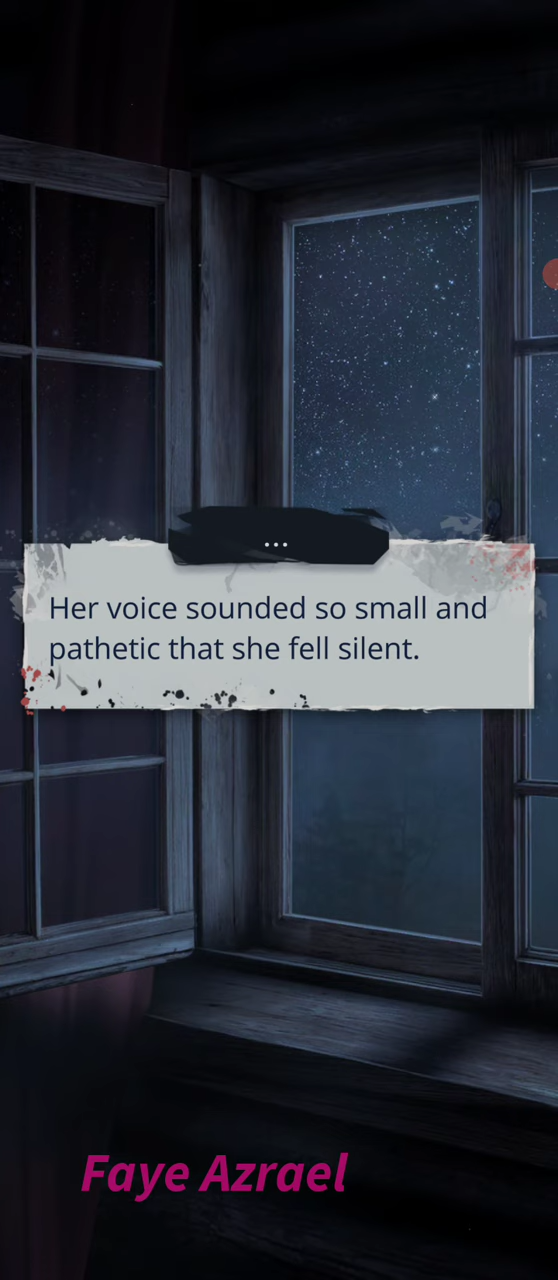 ...
Her voice sounded so small and
pathetic that she fell silent.
Faye Azrael